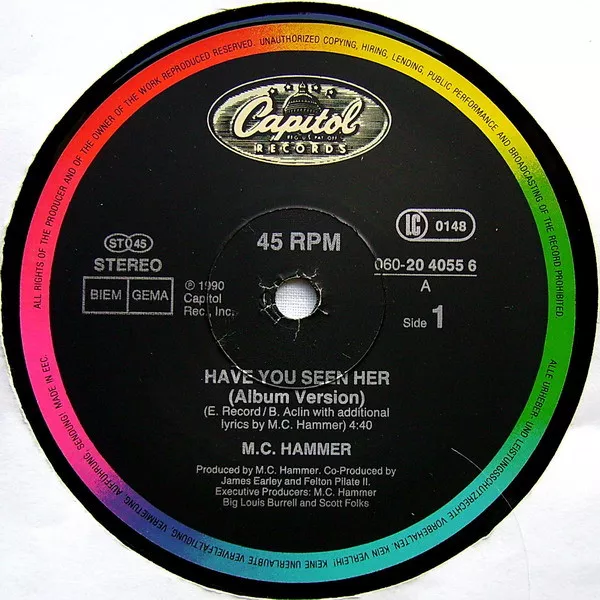 ALL RIGHTS OF THE PRODUCER AND OF THE OWNER OF THE WORK REPRODUCED RESERVED. UNAUTHORIZED COPYING, HIRING, LENDING, PUBLIC PERFORMANCE AND BROADCASTING OF THE RECORD PROHIBITED
Capitol
REG. U.S. PAT. OFF.
RECORDS
ST 45
STEREO
BIEM GEMA
℗ 1990
Capitol
Rec., Inc.
45 RPM
LC 0148
060-20 4055 6
A
Side 1
HAVE YOU SEEN HER
(Album Version)
(E. Record/B. Aclin with additional
lyrics by M.C. Hammer) 4:40
M.C. HAMMER
Produced by M.C. Hammer. Co-Produced by
James Earley and Felton Pilate II.
Executive Producers: M.C. Hammer
Big Louis Burrell and Scott Folks
ALLE URHEBER- UND LEISTUNGSSCHUTZRECHTE VORBEHALTEN. KEIN VERLEIH! KEINE UNERLAUBTE VERVIELFÄLTIGUNG, VERMIETUNG, AUFFÜHRUNG, SENDUNG! MADE IN EEC.